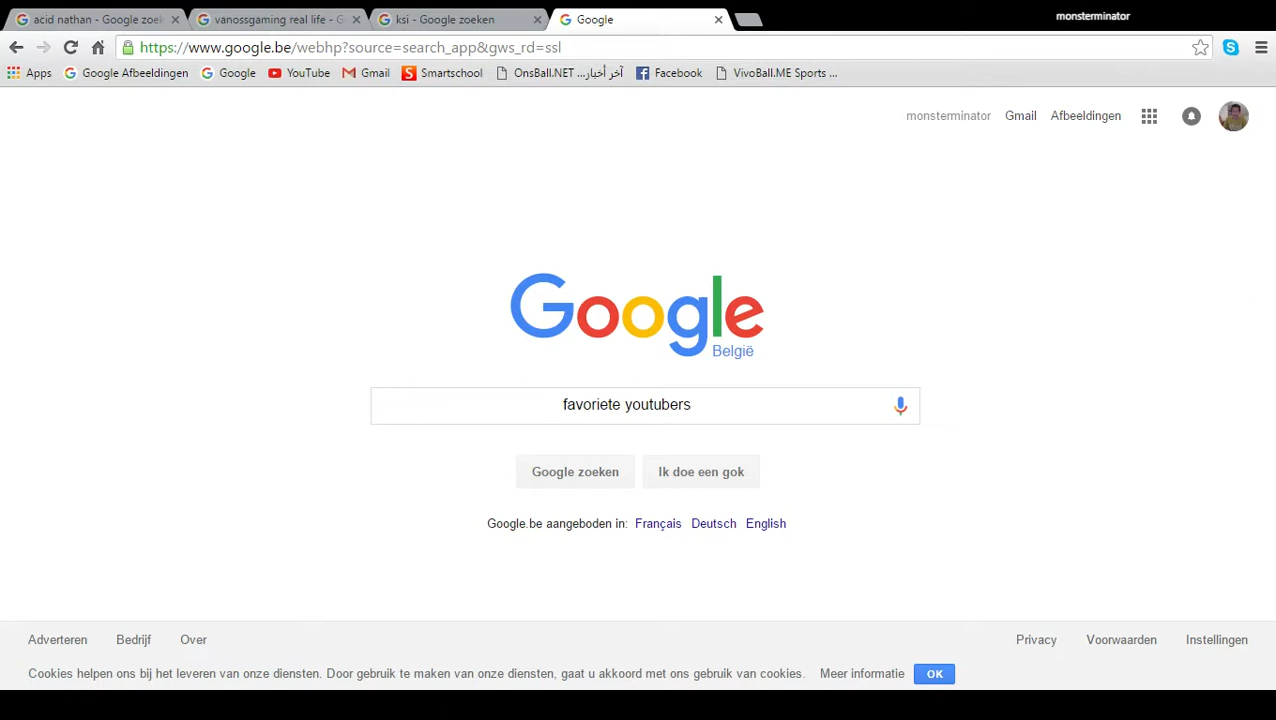 acid nathan - Google zoek
vanossgaming real life - G
ksi - Google zoeken
Google
monsterminator
https://www.google.be/webhp?source=search_app&gws_rd=ssl
Apps
Google Afbeeldingen
Google
YouTube
Gmail
Smartschool
OnsBall.NET ...آخر أخبار
Facebook
VivoBall.ME Sports ...
monsterminator
Gmail
Afbeeldingen
Google
België
favoriete youtubers
Google zoeken
Ik doe een gok
Google.be aangeboden in: Français Deutsch English
Adverteren
Bedrijf
Over
Privacy
Voorwaarden
Instellingen
Cookies helpen ons bij het leveren van onze diensten. Door gebruik te maken van onze diensten, gaat u akkoord met ons gebruik van cookies.
Meer informatie
OK